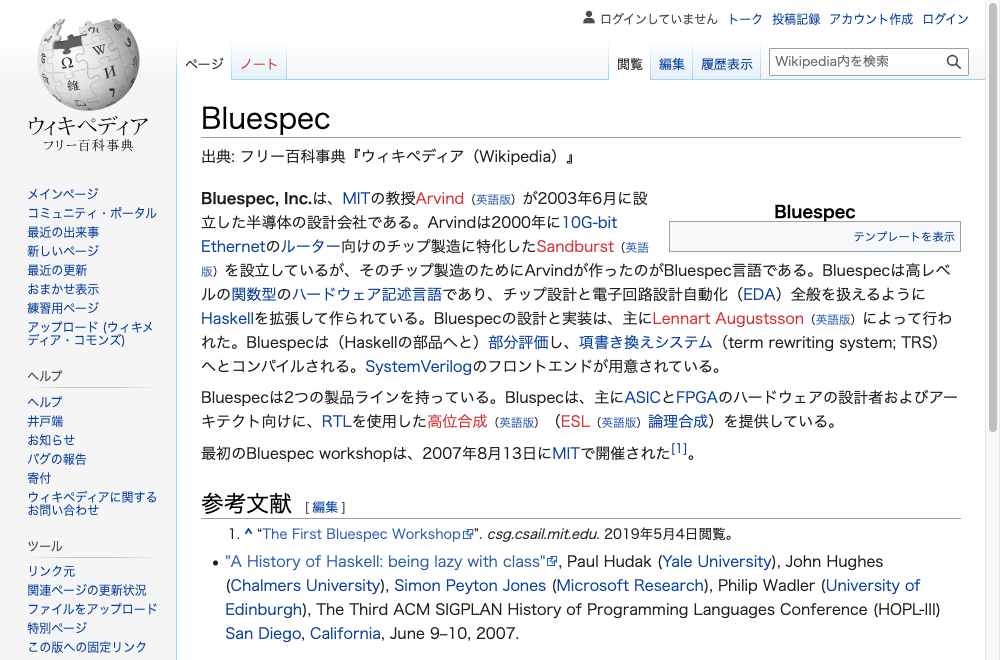 ログインしていません トーク 投稿記録 アカウント作成 ログイン
ページ ノート 閲覧 編集 履歴表示 Wikipedia内を検索
ウィキペディア
フリー百科事典
メインページ
コミュニティ・ポータル
最近の出来事
新しいページ
最近の更新
おまかせ表示
練習用ページ
アップロード (ウィキメ
ディア・コモンズ)
ヘルプ
ヘルプ
井戸端
お知らせ
バグの報告
寄付
ウィキペディアに関する
お問い合わせ
ツール
リンク元
関連ページの更新状況
ファイルをアップロード
特別ページ
この版への固定リンク
Bluespec
出典: フリー百科事典『ウィキペディア（Wikipedia）』
Bluespec
テンプレートを表示
Bluespec, Inc.は、MITの教授Arvind（英語版）が2003年6月に設
立した半導体の設計会社である。Arvindは2000年に10G-bit
Ethernetのルーター向けのチップ製造に特化したSandburst（英語
版）を設立しているが、そのチップ製造のためにArvindが作ったのがBluespec言語である。Bluespecは高レベ
ルの関数型のハードウェア記述言語であり、チップ設計と電子回路設計自動化（EDA）全般を扱えるように
Haskellを拡張して作られている。Bluespecの設計と実装は、主にLennart Augustsson（英語版）によって行わ
れた。Bluespecは（Haskellの部品へと）部分評価し、項書き換えシステム（term rewriting system; TRS）
へとコンパイルされる。SystemVerilogのフロントエンドが用意されている。
Bluespecは2つの製品ラインを持っている。Bluspecは、主にASICとFPGAのハードウェアの設計者およびアー
キテクト向けに、RTLを使用した高位合成（英語版）（ESL（英語版）論理合成）を提供している。
最初のBluespec workshopは、2007年8月13日にMITで開催された[1]。
参考文献 [編集]
1. ^ “The First Bluespec Workshop”. csg.csail.mit.edu. 2019年5月4日閲覧。
• "A History of Haskell: being lazy with class", Paul Hudak (Yale University), John Hughes
(Chalmers University), Simon Peyton Jones (Microsoft Research), Philip Wadler (University of
Edinburgh), The Third ACM SIGPLAN History of Programming Languages Conference (HOPL-III)
San Diego, California, June 9–10, 2007.